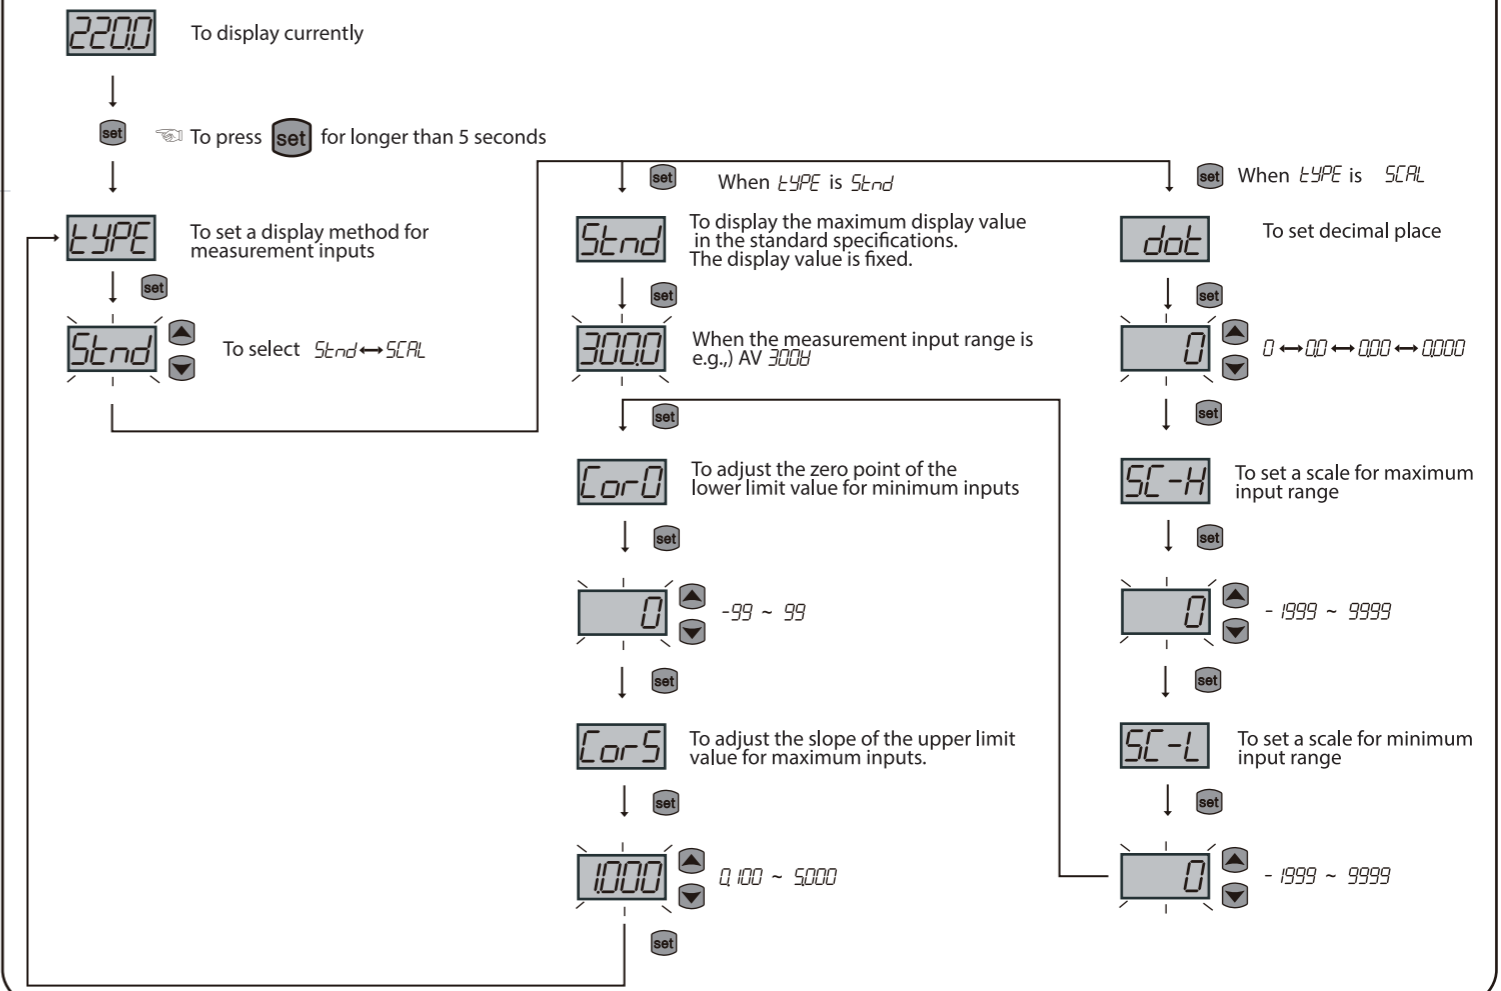 220.0
To display currently
set
To press set for longer than 5 seconds
tYPE
To set a display method for
measurement inputs
set
Stnd
To select Stnd ↔ SCAL
set
When tYPE is Stnd
Stnd
To display the maximum display value
in the standard specifications.
The display value is fixed.
set
300.0
When the measurement input range is
e.g.,) AV 300V
set
Cor0
To adjust the zero point of the
lower limit value for minimum inputs
set
0
-99 ~ 99
set
CorS
To adjust the slope of the upper limit
value for maximum inputs.
set
1.000
0.100 ~ 5.000
set
set
When tYPE is SCAL
dot
To set decimal place
set
0
0 ↔ 0.0 ↔ 0.00 ↔ 0.000
set
SC-H
To set a scale for maximum
input range
set
0
-1999 ~ 9999
set
SC-L
To set a scale for minimum
input range
set
0
-1999 ~ 9999